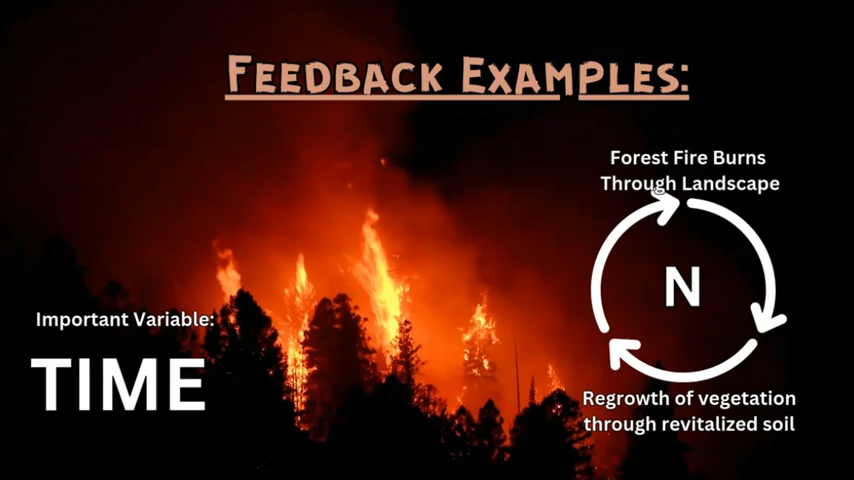 FEEDBACK EXAMPLES:
Forest Fire Burns
Through Landscape
N
Important Variable:
TIME
Regrowth of vegetation
through revitalized soil